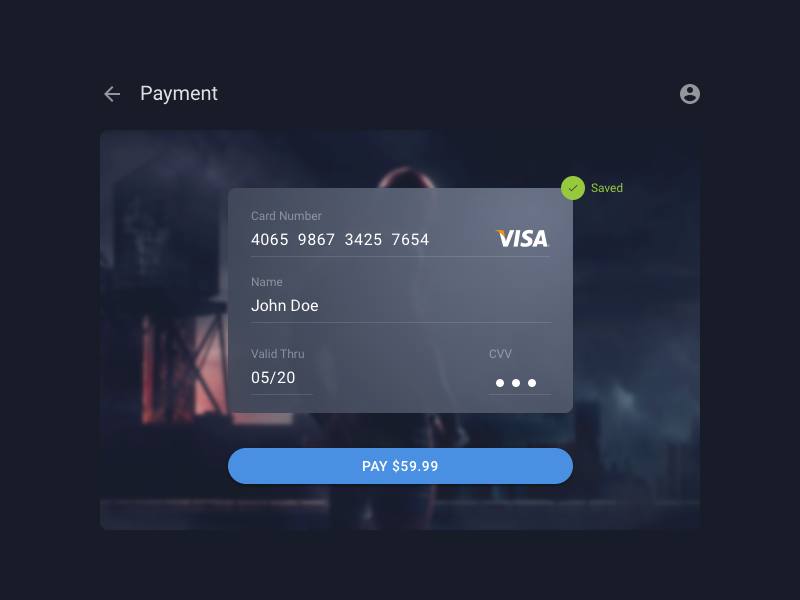 Payment
Saved
Card Number
4065 9867 3425 7654
VISA
Name
John Doe
Valid Thru
CVV
05/20
PAY $59.99